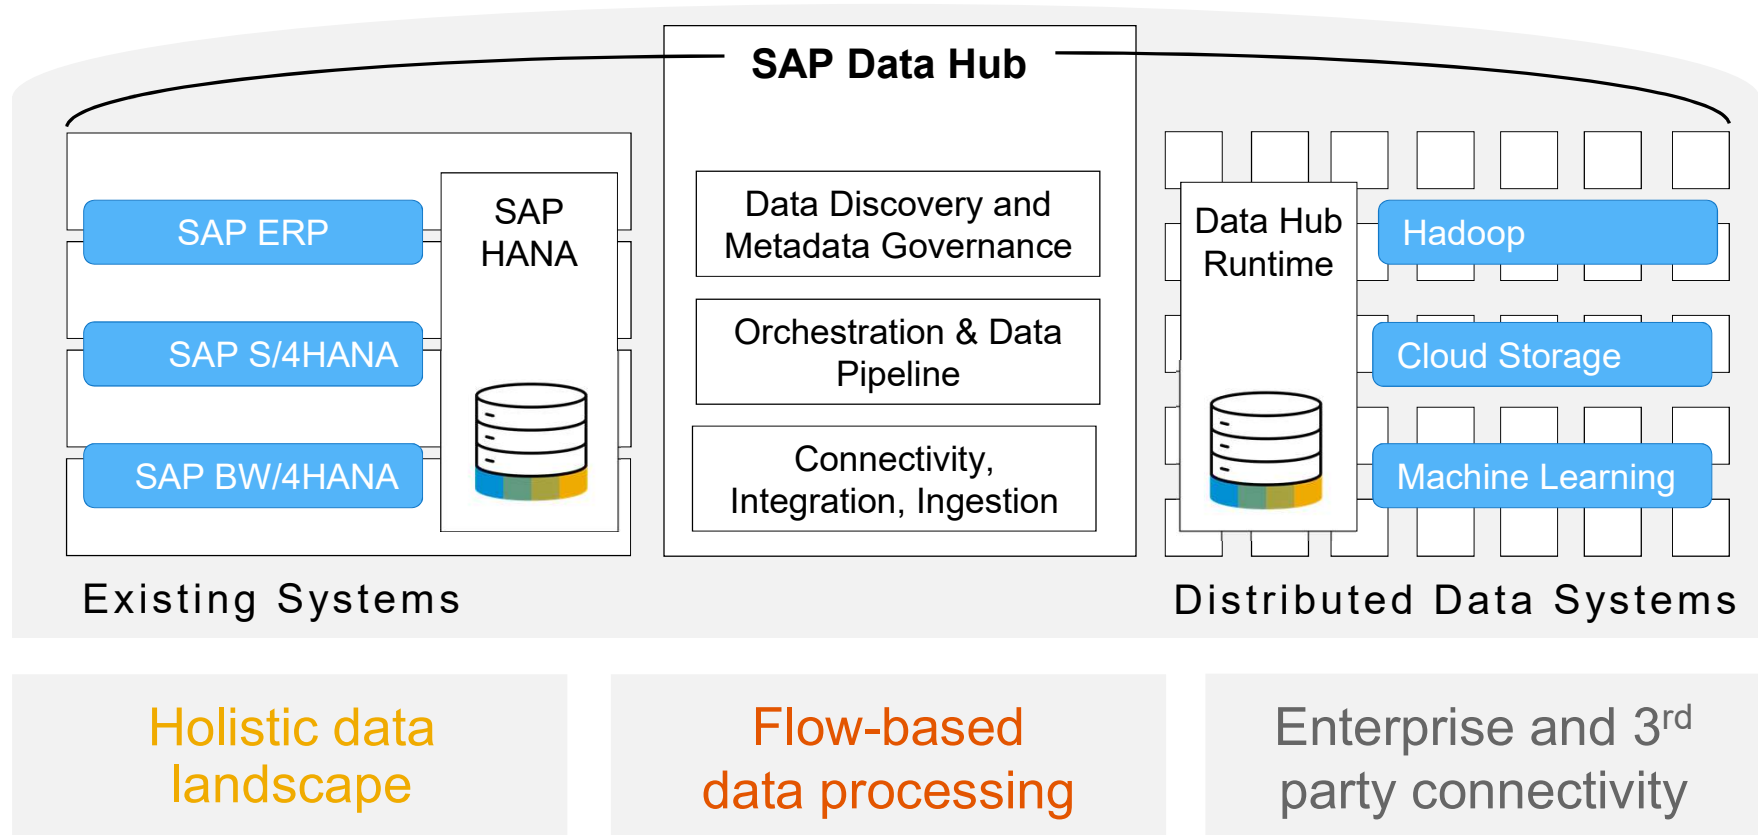 SAP Data Hub
SAP ERP
SAP S/4HANA
SAP BW/4HANA
SAP
HANA
Data Discovery and
Metadata Governance
Orchestration & Data
Pipeline
Connectivity,
Integration, Ingestion
Data Hub
Runtime
Hadoop
Cloud Storage
Machine Learning
Existing Systems
Distributed Data Systems
Holistic data
landscape
Flow-based
data processing
Enterprise and 3rd
party connectivity